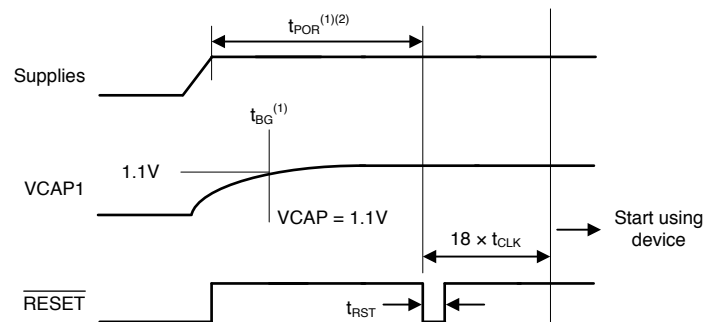 tPOR(1)(2)
Supplies
tBG(1)
1.1V
VCAP1
VCAP = 1.1V
18 × tCLK
Start using
device
RESET
tRST